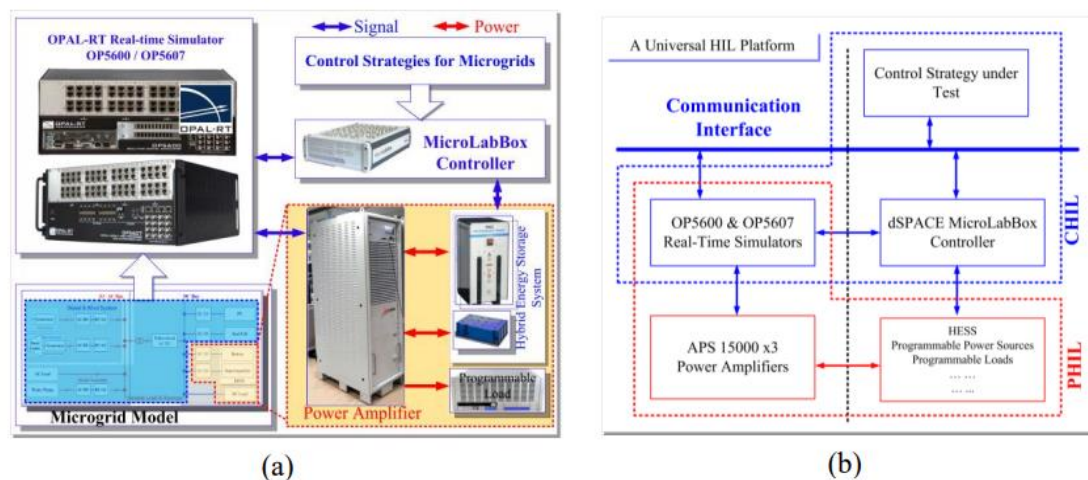 Signal
Power
OPAL-RT Real-time Simulator
OP5600 / OP5607
OPAL-RT
Control Strategies for Microgrids
MicroLabBox
Controller
Hybrid Energy Storage
System
Programmable
Load
Power Amplifier
Microgrid Model
(a)
A Universal HIL Platform
Control Strategy under
Test
Communication
Interface
OP5600 & OP5607
Real-Time Simulators
dSPACE MicroLabBox
Controller
CHIL
APS 15000 x3
Power Amplifiers
HESS
Programmable Power Sources
Programmable Loads
... ...
... ...
PHIL
(b)